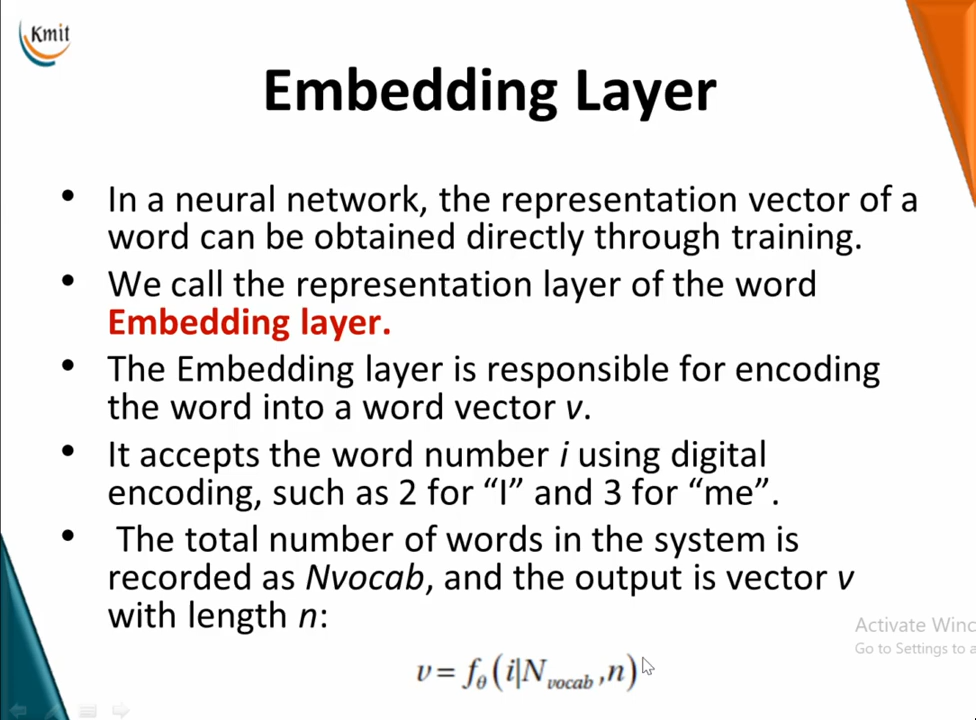 Kmit
Embedding Layer
• In a neural network, the representation vector of a
word can be obtained directly through training.
• We call the representation layer of the word
Embedding layer.
• The Embedding layer is responsible for encoding
the word into a word vector v.
• It accepts the word number i using digital
encoding, such as 2 for “I” and 3 for “me”.
• The total number of words in the system is
recorded as Nvocab, and the output is vector v
with length n:
Activate Winc
Go to Settings to a
v = fθ(i|Nvocab,n)